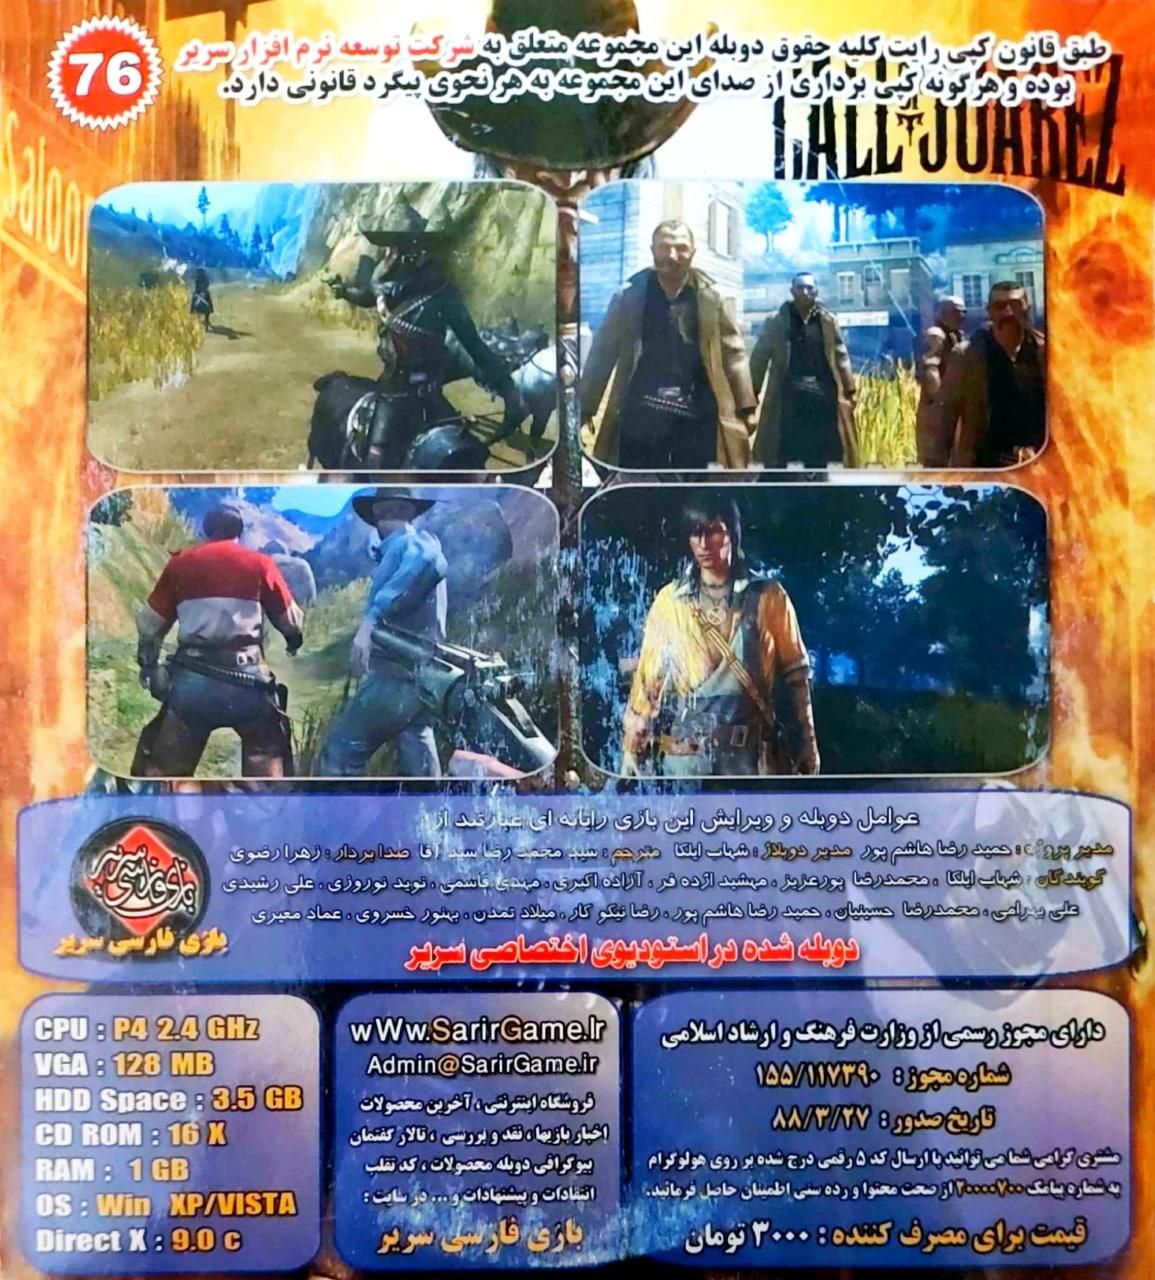 طبق قانون کپی رایت کلیه حقوق دوبله این مجموعه متعلق به شرکت توسعه نرم افزار سریر
بوده و هرگونه کپی برداری از صدای این مجموعه به هر نحوی پیگرد قانونی دارد.
76
CALL JUAREZ
Saloo
عوامل دوبله و ویرایش این بازی رایانه ای عبارتند از :
مدیر پروژه : حمید رضا هاشم پور مدیر دوبلاژ : شهاب ایلکا مترجم : سید محمد رضا سید آقا صدا بردار : زهرا رضوی
گویندگان : شهاب ایلکا ، محمدرضا پورعزیز ، مهشید اژده فر ، آزاده اکبری ، مهدی قاسمی ، نوید نوروزی ، علی رشیدی
علی بهرامی ، محمدرضا حسینیان ، حمید رضا هاشم پور ، رضا نیکو کار ، میلاد تمدن ، بهنور خسروی ، عماد معیری
دوبله شده در استودیوی اختصاصی سریر
بازی فارسی سریر
بازی فارسی سریر
دارای مجوز رسمی از وزارت فرهنگ و ارشاد اسلامی
شماره مجوز : ۱۵۵/۱۱۷۳۹۰
تاریخ صدور : ۸۸/۳/۲۷
مشتری گرامی شما می توانید با ارسال کد ۵ رقمی درج شده بر روی هولوگرام
به شماره پیامک ۲۰۰۰۰۷۰۰ از صحت محتوا و رده سنی اطمینان حاصل فرمائید.
قیمت برای مصرف کننده : ۳۰۰۰ تومان
wWw.SarirGame.Ir
Admin@SarirGame.ir
فروشگاه اینترنتی ، آخرین محصولات
اخبار بازیها ، نقد و بررسی ، تالار گفتمان
بیوگرافی دوبله محصولات ، کد تقلب
انتقادات و پیشنهادات و ... در سایت :
بازی فارسی سریر
CPU : P4 2.4 GHz
VGA : 128 MB
HDD Space : 3.5 GB
CD ROM : 16 X
RAM : 1 GB
OS : Win XP/VISTA
Direct X : 9.0 c